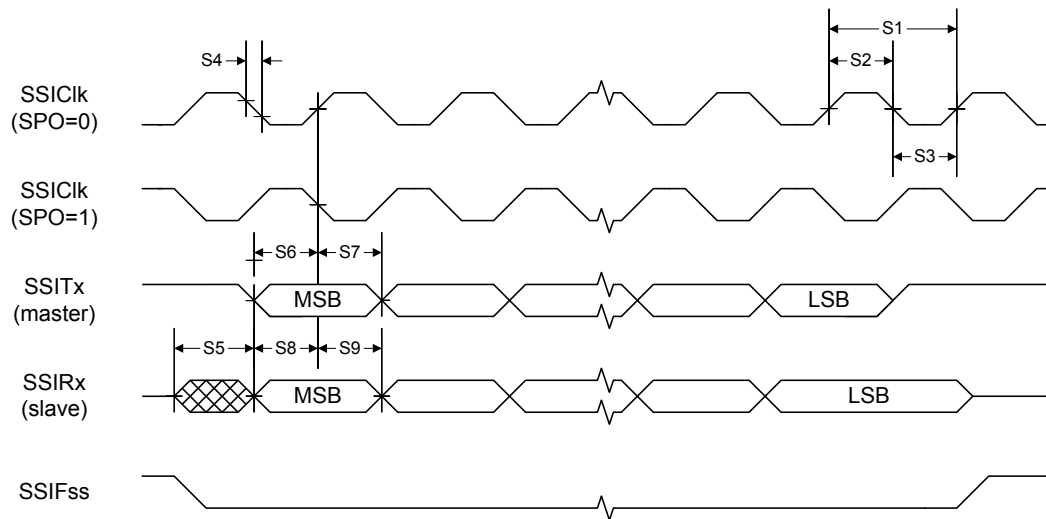 S1
S4
S2
SSIClk
(SPO=0)
S3
SSIClk
(SPO=1)
S6 S7
SSITx
(master)
MSB LSB
S5 S8 S9
SSIRx
(slave)
MSB LSB
SSIFss